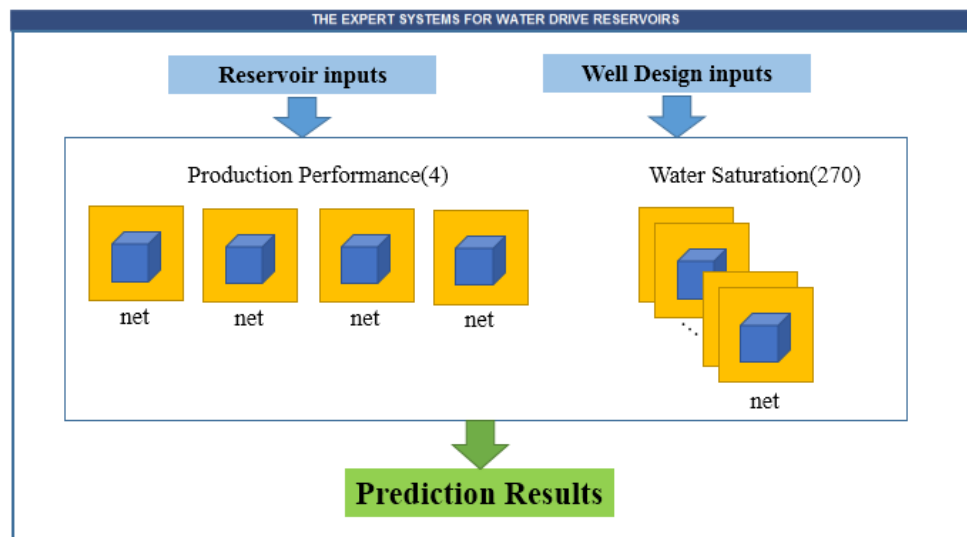 THE EXPERT SYSTEMS FOR WATER DRIVE RESERVOIRS
Reservoir inputs
Well Design inputs
Production Performance(4)
Water Saturation(270)
net
net
net
net
...
net
Prediction Results